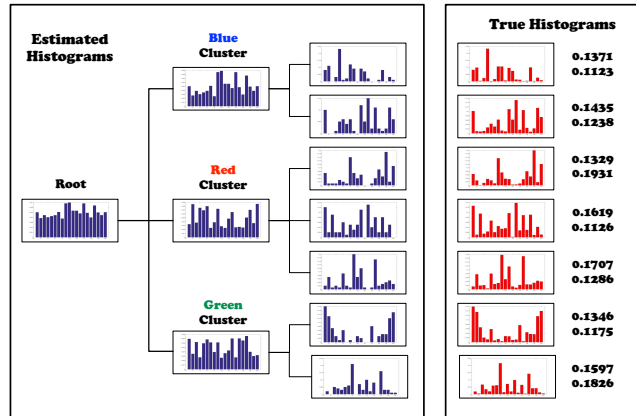 Estimated
Histograms
Blue
Cluster
Root
Red
Cluster
Green
Cluster
True Histograms
0.1371
0.1123
0.1435
0.1238
0.1329
0.1931
0.1619
0.1126
0.1707
0.1286
0.1346
0.1175
0.1597
0.1826